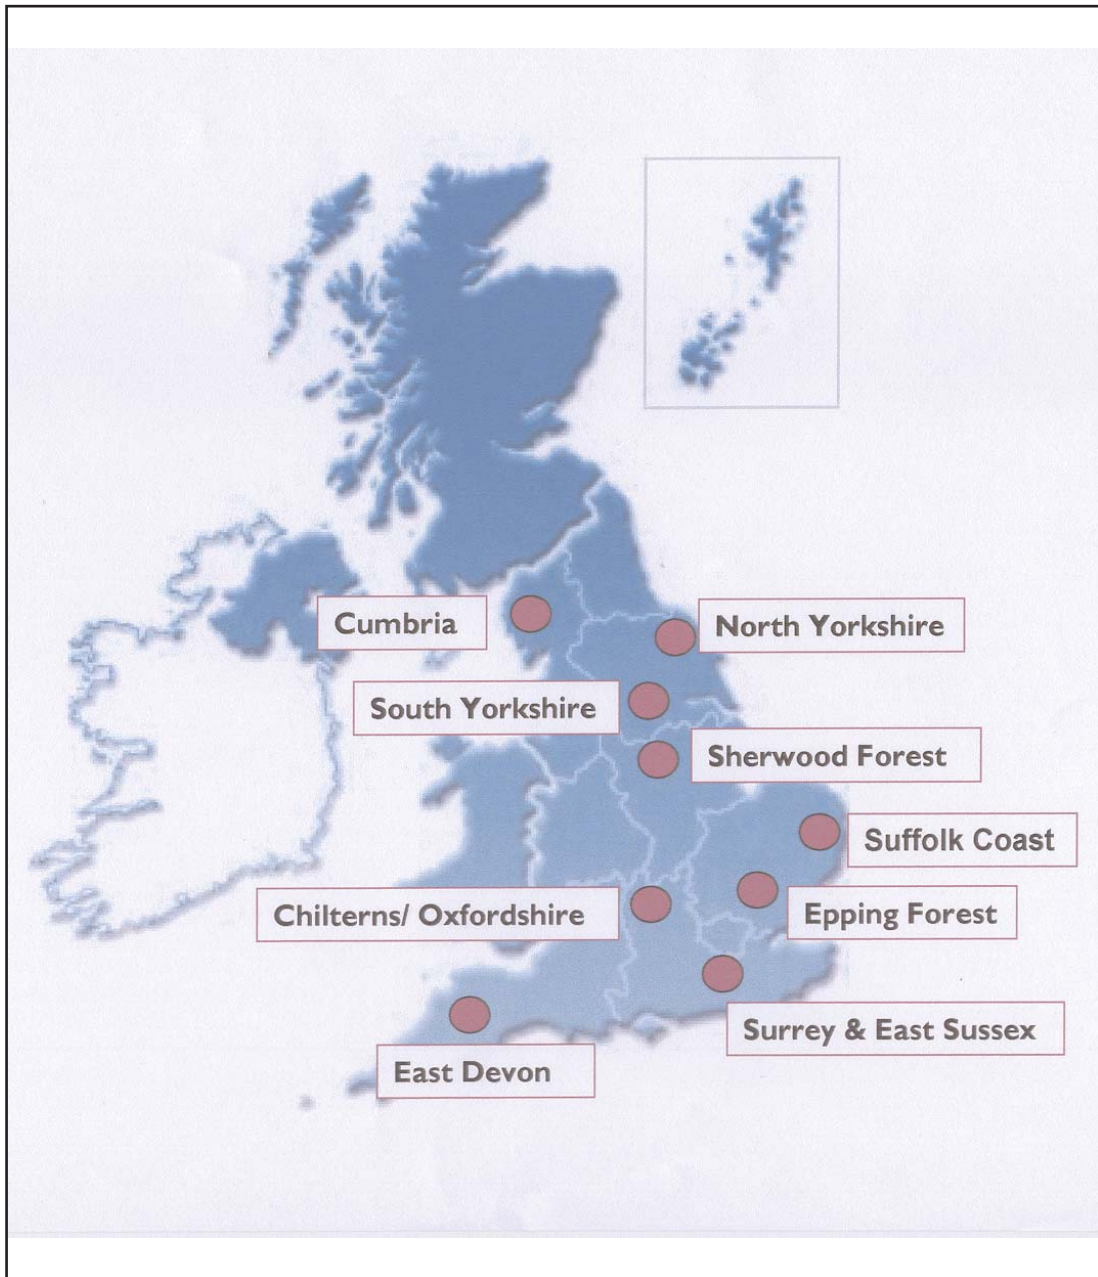 Cumbria
North Yorkshire
South Yorkshire
Sherwood Forest
Suffolk Coast
Chilterns/ Oxfordshire
Epping Forest
Surrey & East Sussex
East Devon